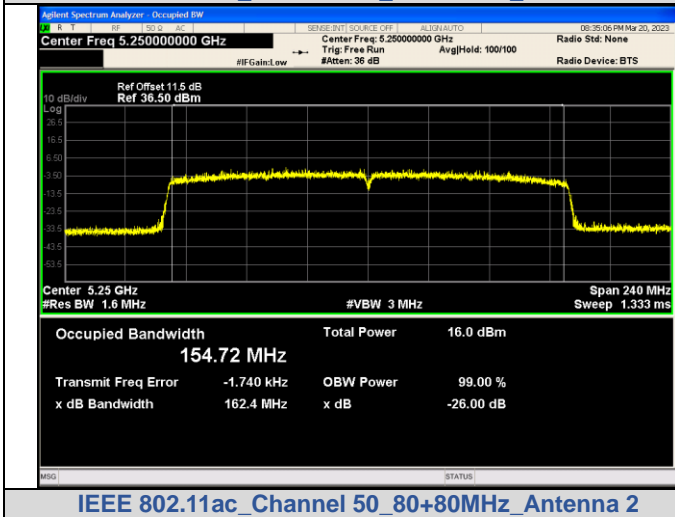 Agilent Spectrum Analyzer - Occupied BW
R T RF 50 Ω AC SENSE:INT SOURCE OFF ALIGN AUTO 08:35:06 PM Mar 20, 2023
Center Freq 5.250000000 GHz Center Freq: 5.250000000 GHz Radio Std: None
Trig: Free Run Avg|Hold: 100/100
#IFGain:Low #Atten: 36 dB Radio Device: BTS
Ref Offset 11.5 dB
10 dB/div Ref 36.50 dBm
Log
26.5
16.5
6.50
-3.50
-13.5
-23.5
-33.5
-43.5
-53.5
Center 5.25 GHz Span 240 MHz
#Res BW 1.6 MHz #VBW 3 MHz Sweep 1.333 ms
Occupied Bandwidth Total Power 16.0 dBm
154.72 MHz
Transmit Freq Error -1.740 kHz OBW Power 99.00 %
x dB Bandwidth 162.4 MHz x dB -26.00 dB
MSG STATUS
IEEE 802.11ac_Channel 50_80+80MHz_Antenna 2